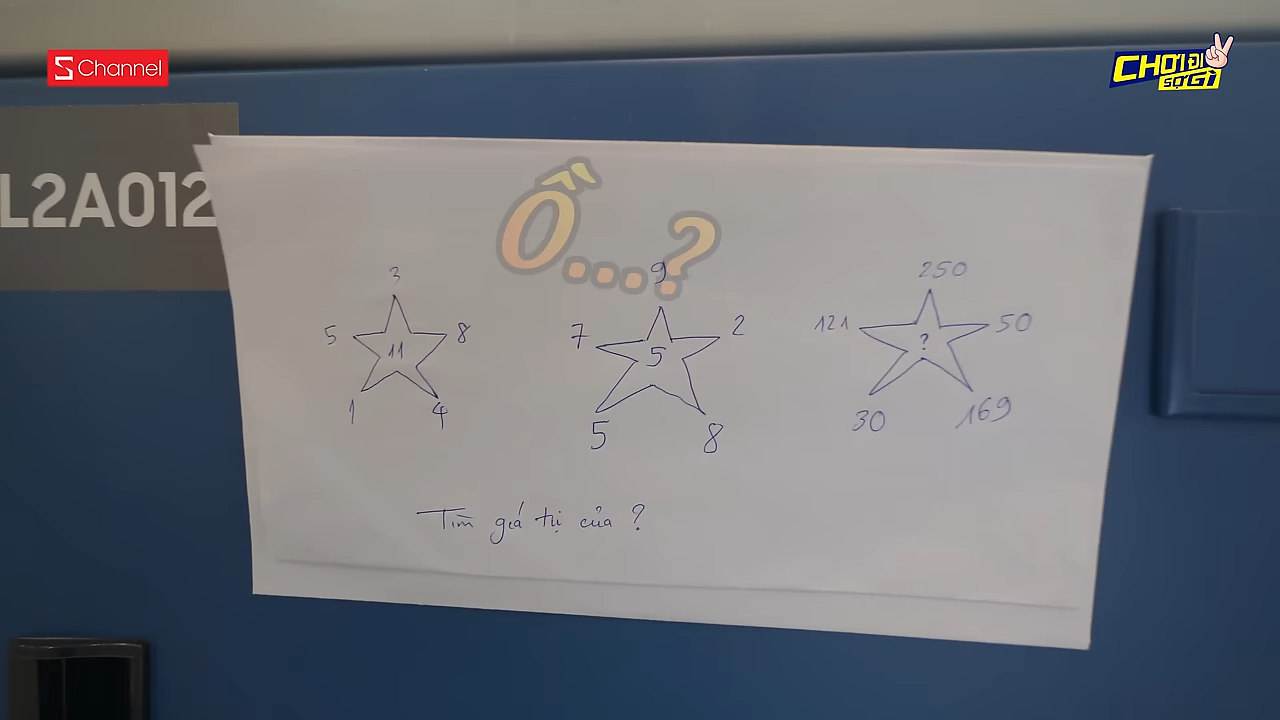 S Channel
CHƠI ĐI
SỢ GÌ
L2A012
Ồ...?
3
5 8
11
1 4
9
7 2
5
5 8
250
121 50
?
30 169
Tìm giá trị của ?